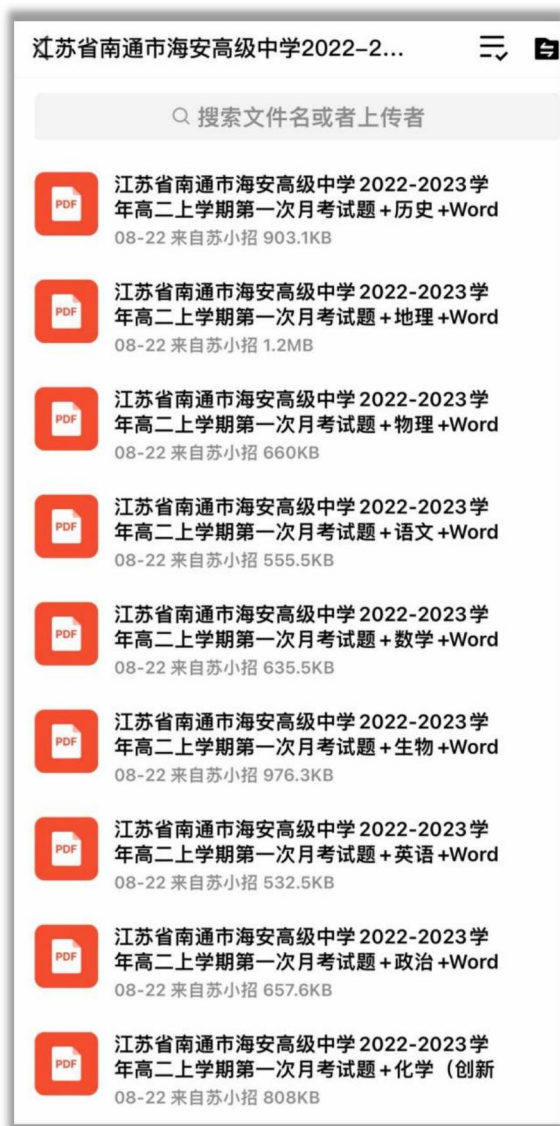 江苏省南通市海安高级中学2022-2...
搜索文件名或者上传者
PDF
江苏省南通市海安高级中学2022-2023学
年高二上学期第一次月考试题+历史+Word
08-22 来自苏小招 903.1KB
PDF
江苏省南通市海安高级中学2022-2023学
年高二上学期第一次月考试题+地理+Word
08-22 来自苏小招 1.2MB
PDF
江苏省南通市海安高级中学2022-2023学
年高二上学期第一次月考试题+物理+Word
08-22 来自苏小招 660KB
PDF
江苏省南通市海安高级中学2022-2023学
年高二上学期第一次月考试题+语文+Word
08-22 来自苏小招 555.5KB
PDF
江苏省南通市海安高级中学2022-2023学
年高二上学期第一次月考试题+数学+Word
08-22 来自苏小招 635.5KB
PDF
江苏省南通市海安高级中学2022-2023学
年高二上学期第一次月考试题+生物+Word
08-22 来自苏小招 976.3KB
PDF
江苏省南通市海安高级中学2022-2023学
年高二上学期第一次月考试题+英语+Word
08-22 来自苏小招 532.5KB
PDF
江苏省南通市海安高级中学2022-2023学
年高二上学期第一次月考试题+政治+Word
08-22 来自苏小招 657.6KB
PDF
江苏省南通市海安高级中学2022-2023学
年高二上学期第一次月考试题+化学（创新
08-22 来自苏小招 808KB